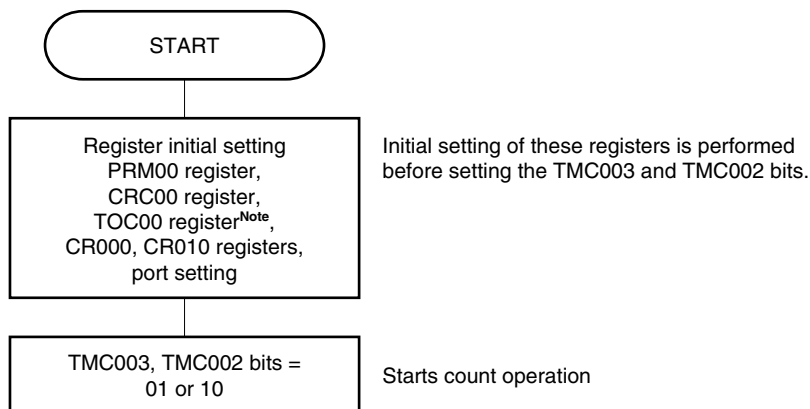 START
Register initial setting
PRM00 register,
CRC00 register,
TOC00 registerNote,
CR000, CR010 registers,
port setting
Initial setting of these registers is performed
before setting the TMC003 and TMC002 bits.
TMC003, TMC002 bits =
01 or 10
Starts count operation